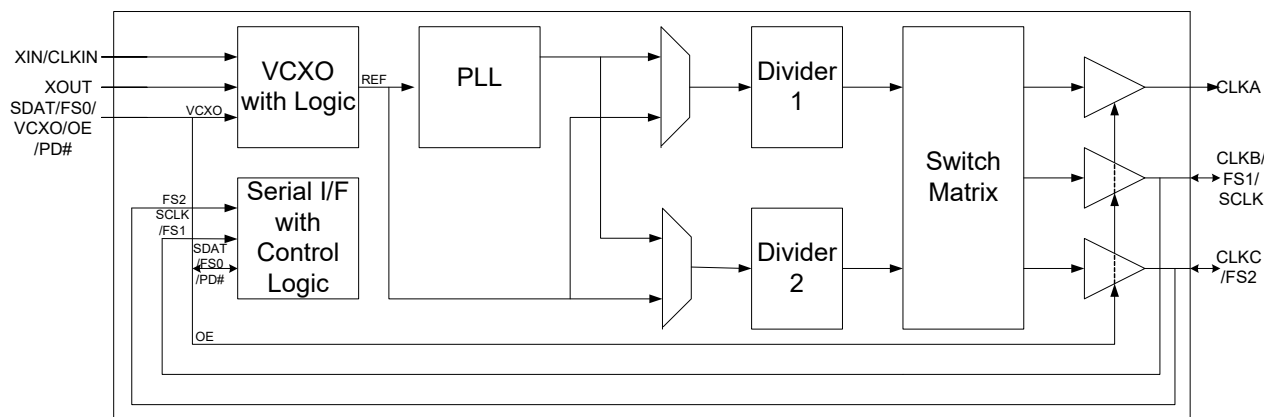 XIN/CLKIN
XOUT
SDAT/FS0/
VCXO/OE
/PD#
VCXO
VCXO
with Logic
REF
PLL
Divider
1
Switch
Matrix
CLKA
CLKB/
FS1/
SCLK
CLKC
/FS2
FS2
SCLK
/FS1
SDAT
/FS0
/PD#
Serial I/F
with
Control
Logic
Divider
2
OE